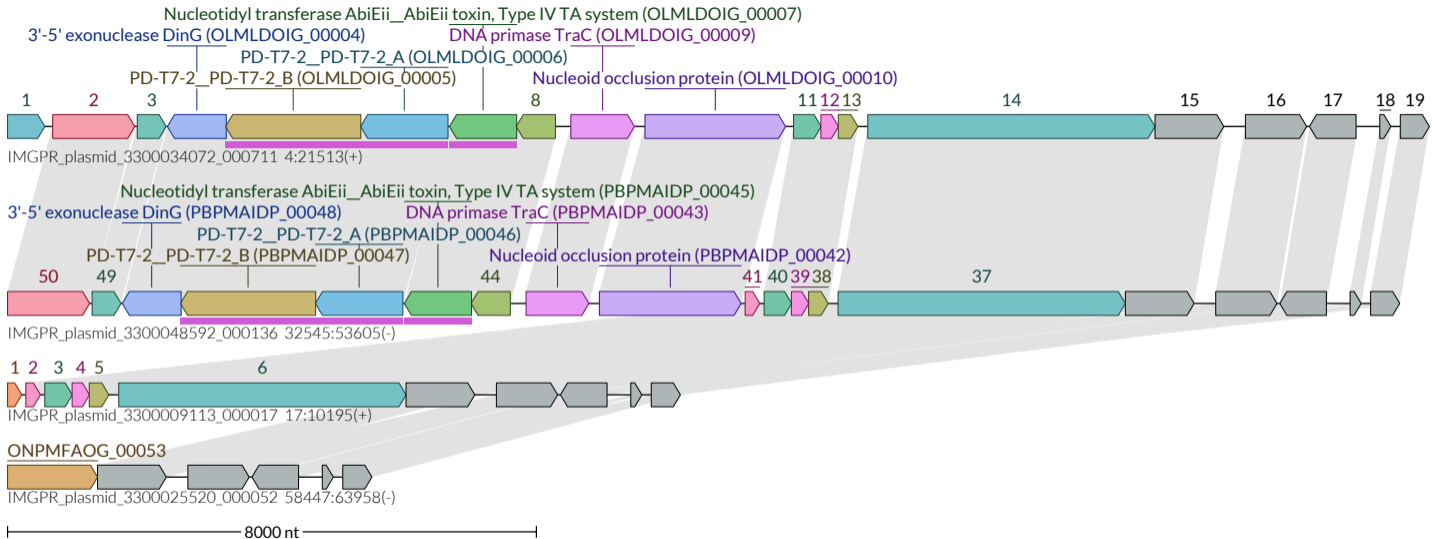 Nucleotidyl transferase AbiEii__AbiEii toxin, Type IV TA system (OLMLDOIG_00007)
3'-5' exonuclease DinG (OLMLDOIG_00004) DNA primase TraC (OLMLDOIG_00009)
PD-T7-2__PD-T7-2_A (OLMLDOIG_00006)
PD-T7-2__PD-T7-2_B (OLMLDOIG_00005) Nucleoid occlusion protein (OLMLDOIG_00010)
1 2 3 8 11 12 13 14 15 16 17 18 19
IMGPR_plasmid_3300034072_000711 4:21513(+)
Nucleotidyl transferase AbiEii__AbiEii toxin, Type IV TA system (PBPMAIDP_00045)
3'-5' exonuclease DinG (PBPMAIDP_00048) DNA primase TraC (PBPMAIDP_00043)
PD-T7-2__PD-T7-2_A (PBPMAIDP_00046)
PD-T7-2__PD-T7-2_B (PBPMAIDP_00047) Nucleoid occlusion protein (PBPMAIDP_00042)
50 49 44 41 40 39 38 37
IMGPR_plasmid_3300048592_000136 32545:53605(-)
1 2 3 4 5 6
IMGPR_plasmid_3300009113_000017 17:10195(+)
ONPMFAOG_00053
IMGPR_plasmid_3300025520_000052 58447:63958(-)
8000 nt